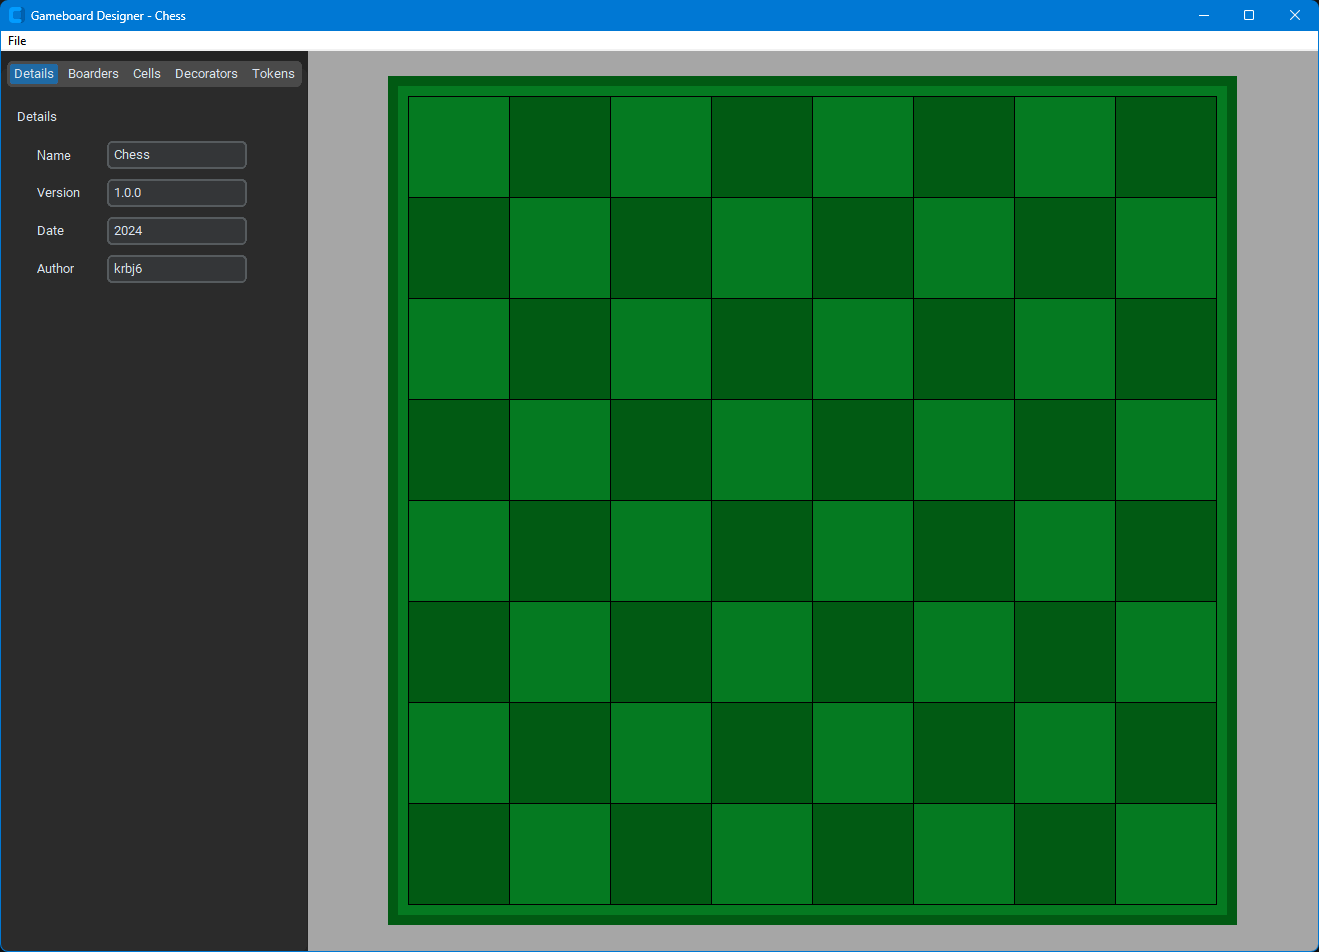 Gameboard Designer - Chess
File
Details Boarders Cells Decorators Tokens
Details
Name Chess
Version 1.0.0
Date 2024
Author krbj6